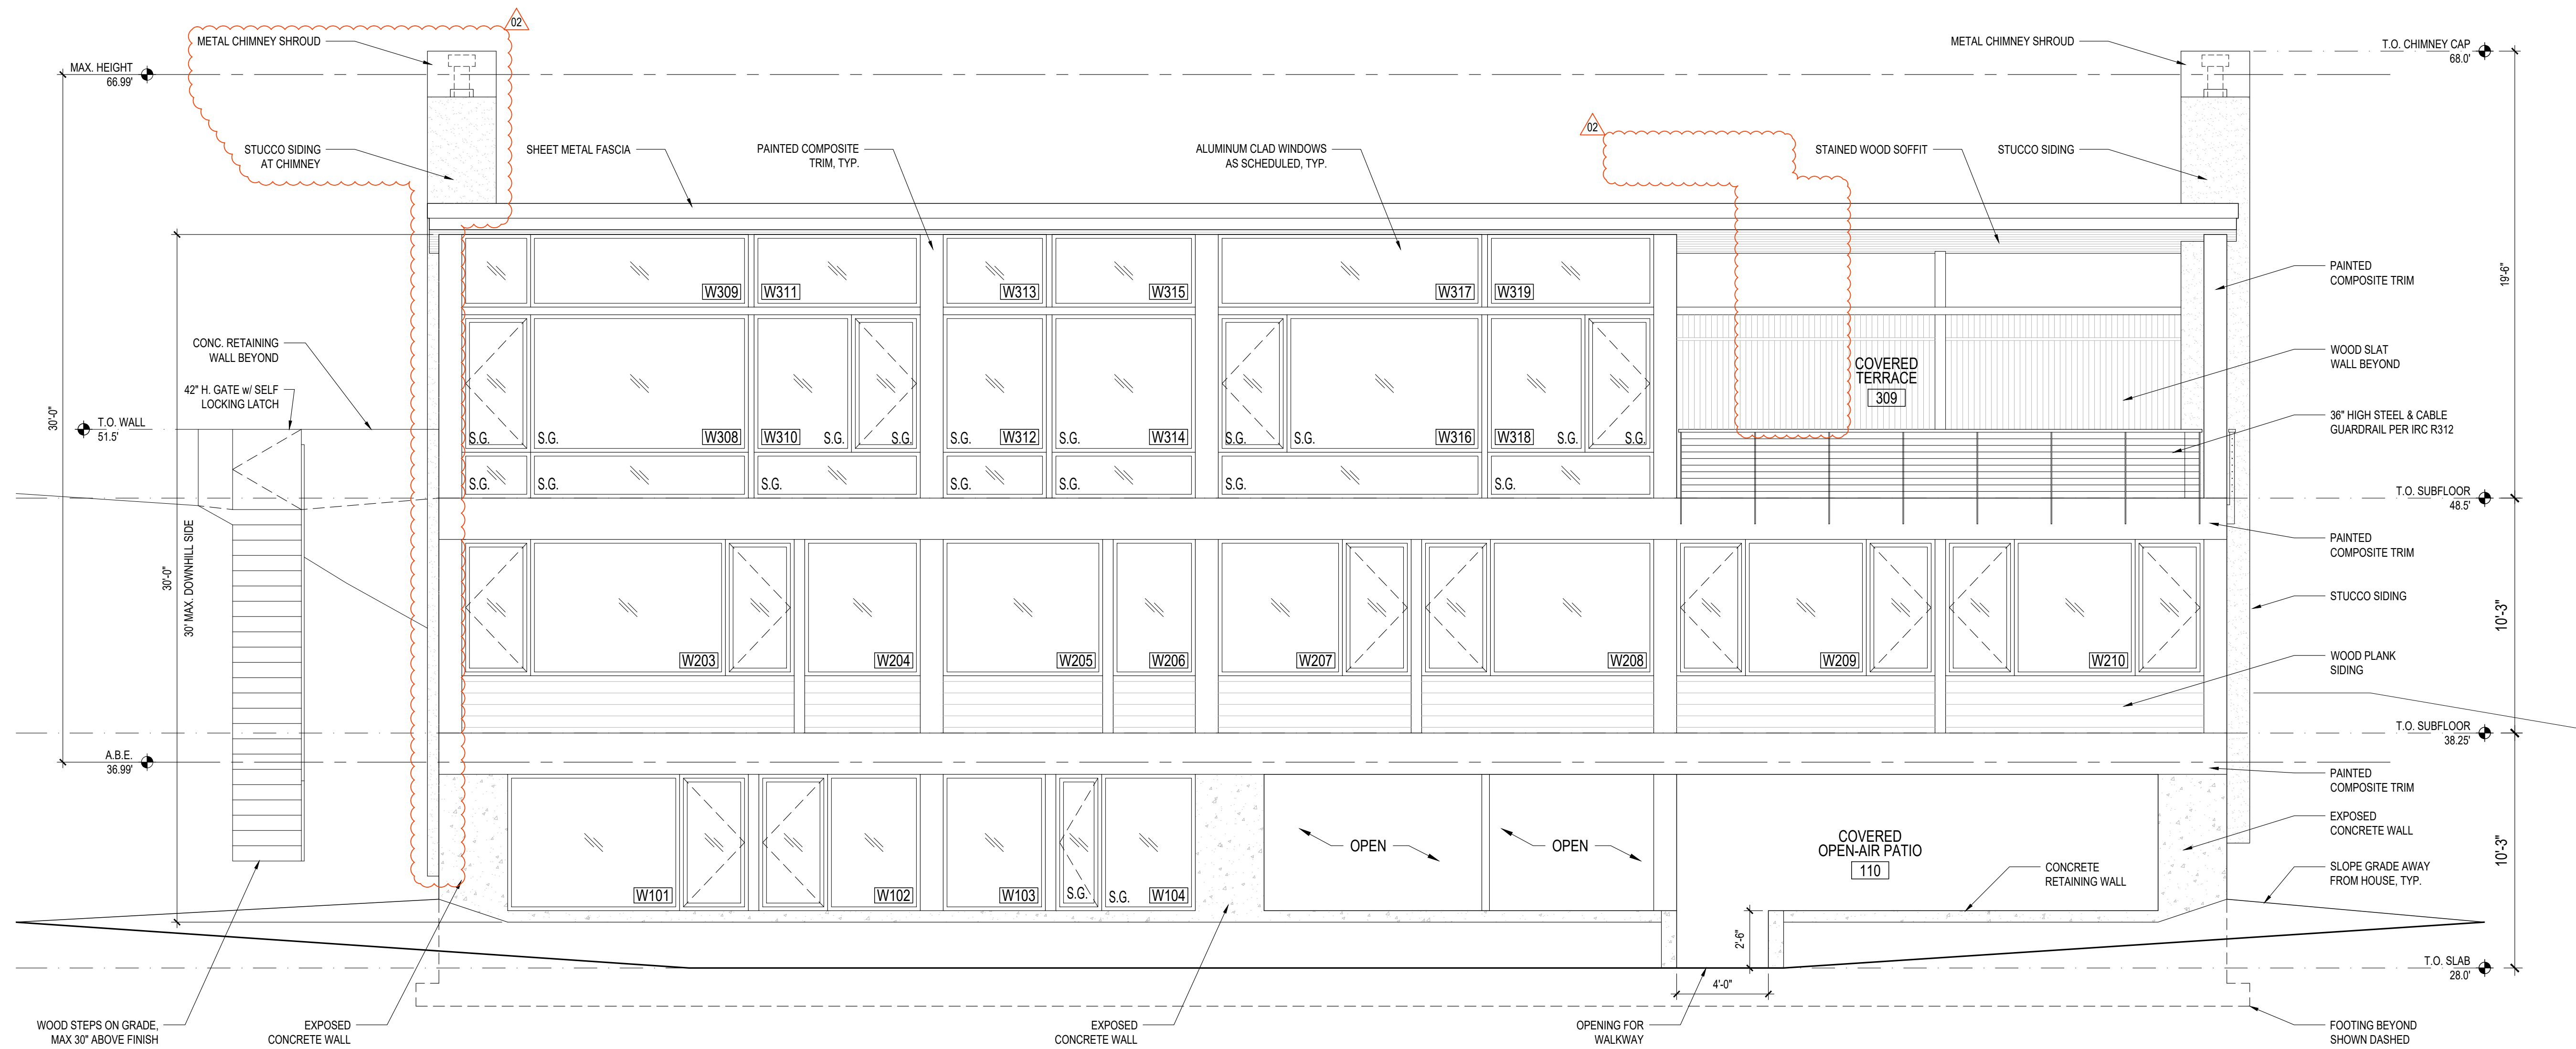 02
METAL CHIMNEY SHROUD
METAL CHIMNEY SHROUD
T.O. CHIMNEY CAP
68.0'
MAX. HEIGHT
66.99'
02
STUCCO SIDING
AT CHIMNEY
SHEET METAL FASCIA
PAINTED COMPOSITE
TRIM, TYP.
ALUMINUM CLAD WINDOWS
AS SCHEDULED, TYP.
STAINED WOOD SOFFIT
STUCCO SIDING
PAINTED
COMPOSITE TRIM
19'-6"
W309
W311
W313
W315
W317
W319
CONC. RETAINING
WALL BEYOND
42" H. GATE w/ SELF
LOCKING LATCH
WOOD SLAT
WALL BEYOND
COVERED
TERRACE
309
30'-0"
T.O. WALL
51.5'
36" HIGH STEEL & CABLE
GUARDRAIL PER IRC R312
S.G.
S.G.
W308
W310
S.G.
S.G.
S.G.
W312
S.G.
W314
S.G.
S.G.
W316
W318
S.G.
S.G.
S.G.
S.G.
S.G.
S.G.
S.G.
S.G.
S.G.
T.O. SUBFLOOR
48.5'
30'-0"
30' MAX. DOWNHILL SIDE
PAINTED
COMPOSITE TRIM
STUCCO SIDING
10'-3"
W203
W204
W205
W206
W207
W208
W209
W210
WOOD PLANK
SIDING
T.O. SUBFLOOR
38.25'
A.B.E.
36.99'
PAINTED
COMPOSITE TRIM
EXPOSED
CONCRETE WALL
OPEN
OPEN
COVERED
OPEN-AIR PATIO
110
10'-3"
CONCRETE
RETAINING WALL
SLOPE GRADE AWAY
FROM HOUSE, TYP.
W101
W102
W103
S.G.
S.G.
W104
2'-6"
T.O. SLAB
28.0'
4'-0"
WOOD STEPS ON GRADE,
MAX 30" ABOVE FINISH
EXPOSED
CONCRETE WALL
EXPOSED
CONCRETE WALL
OPENING FOR
WALKWAY
FOOTING BEYOND
SHOWN DASHED